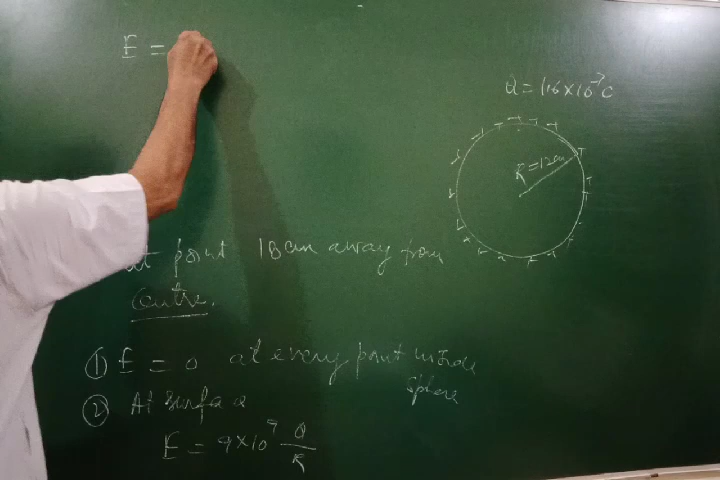 E =
Q = 1.6×10⁻⁷C
R=12cm
at point 18cm away from
Centre.
① E = 0 at every point inside
sphere
② At surface
E = 9×10⁹ Q/R